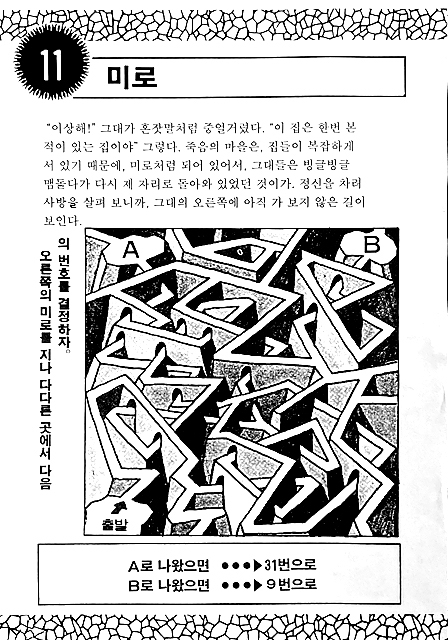 11
미로
"이상해!" 그대가 혼잣말처럼 중얼거렸다. "이 집은 한번 본
적이 있는 집이야" 그렇다. 죽음의 마을은, 집들이 복잡하게
서 있기 때문에, 미로처럼 되어 있어서, 그대들은 빙글빙글
맴돌다가 다시 제 자리로 돌아와 있었던 것이가. 정신을 차려
사방을 살펴 보니까, 그대의 오른쪽에 아직 가 보지 않은 길이
보인다.
오른쪽의 미로를 지나 다다른 곳에서 다음
의 번호를 결정하자.
A
B
출발
A로 나왔으면 ●●●▶31번으로
B로 나왔으면 ●●●▶9번으로